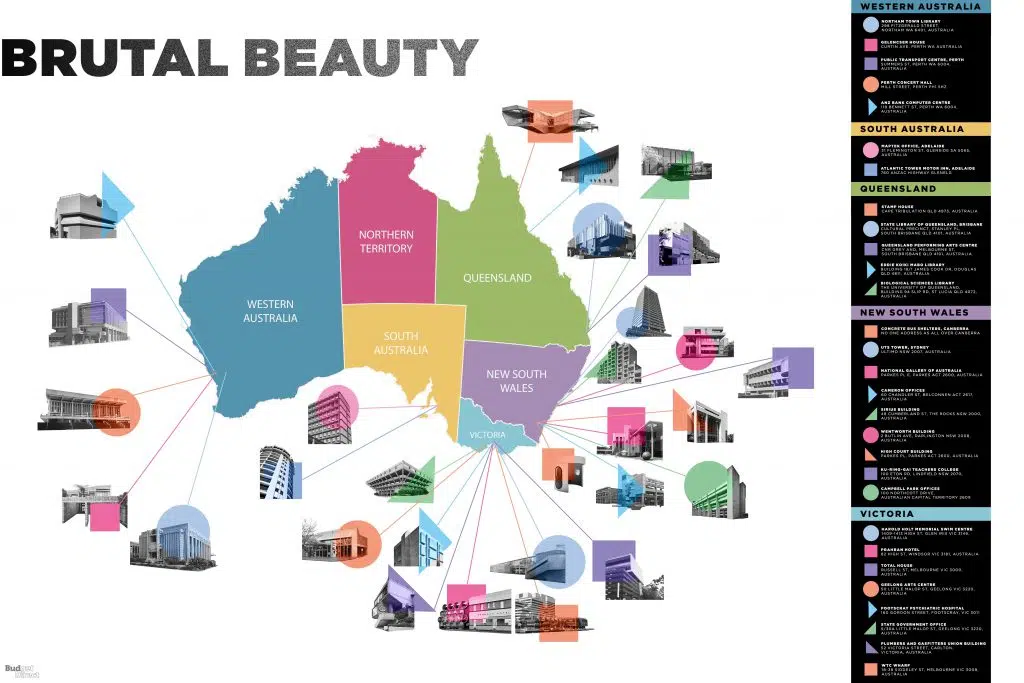 BRUTAL BEAUTY
NORTHERN
TERRITORY
QUEENSLAND
WESTERN
AUSTRALIA
SOUTH
AUSTRALIA
NEW SOUTH
WALES
VICTORIA
Budget
Direct
WESTERN AUSTRALIA
NORTHAM TOWN LIBRARY
298 FITZGERALD STREET,
NORTHAM WA 6401, AUSTRALIA
GELENCSER HOUSE
CURTIN AVE, PERTH WA AUSTRALIA
PUBLIC TRANSPORT CENTRE, PERTH
SUMMERS ST, PERTH WA 6004,
AUSTRALIA
PERTH CONCERT HALL
MILL STREET, PERTH
ANZ BANK COMPUTER CENTRE
BENNETT ST, PERTH WA 6004,
AUSTRALIA
SOUTH AUSTRALIA
MAPTEK OFFICE, ADELAIDE
31 FLEMINGTON ST, GLENSIDE SA 5065,
AUSTRALIA
ATLANTIC TOWER MOTOR INN, ADELAIDE
760 ANZAC HIGHWAY GLENELG
QUEENSLAND
STAMP HOUSE
CAPE TRIBULATION QLD 4873, AUSTRALIA
STATE LIBRARY OF QUEENSLAND, BRISBANE
CULTURAL PRECINCT, STANLEY PL,
SOUTH BRISBANE QLD 4101, AUSTRALIA
QUEENSLAND PERFORMING ARTS CENTRE
CNR GREY AND, MELBOURNE ST,
SOUTH BRISBANE QLD 4101, AUSTRALIA
EDDIE KOIKI MABO LIBRARY
BUILDING 18/1 JAMES COOK DR, DOUGLAS
QLD 4811, AUSTRALIA
BIOLOGICAL SCIENCES LIBRARY
THE UNIVERSITY OF QUEENSLAND,
BUILDING 94 SLIP RD, ST LUCIA QLD 4072,
AUSTRALIA
NEW SOUTH WALES
CONCRETE BUS SHELTERS, CANBERRA
NO ONE ADDRESS AS ALL OVER CANBERRA
UTS TOWER, SYDNEY
ULTIMO NSW 2007, AUSTRALIA
NATIONAL GALLERY OF AUSTRALIA
PARKES PL E, PARKES ACT 2600, AUSTRALIA
CAMERON OFFICES
60 CHANDLER ST, BELCONNEN ACT 2617,
AUSTRALIA
SIRIUS BUILDING
48 CUMBERLAND ST, THE ROCKS NSW 2000,
AUSTRALIA
WENTWORTH BUILDING
2 BUTLIN AVE, DARLINGTON NSW 2008,
AUSTRALIA
HIGH COURT BUILDING
PARKES PL, PARKES ACT 2600, AUSTRALIA
KU-RING-GAI TEACHERS COLLEGE
100 ETON RD, LINDFIELD NSW 2070,
AUSTRALIA
CAMPBELL PARK OFFICES
100 NORTHCOTT DRIVE,
AUSTRALIAN CAPITAL TERRITORY 2609
VICTORIA
HAROLD HOLT MEMORIAL SWIM CENTRE
1409-1413 HIGH ST, GLEN IRIS VIC 3146,
AUSTRALIA
PRAHRAN HOTEL
82 HIGH ST, WINDSOR VIC 3181, AUSTRALIA
TOTAL HOUSE
RUSSELL ST, MELBOURNE VIC 3000,
AUSTRALIA
GEELONG ARTS CENTRE
50 LITTLE MALOP ST, GEELONG VIC 3220,
AUSTRALIA
FOOTSCRAY PSYCHIATRIC HOSPITAL
160 GORDON STREET, FOOTSCRAY, VIC 3011
STATE GOVERNMENT OFFICE
5/30A LITTLE MALOP ST, GEELONG VIC 3220,
AUSTRALIA
PLUMBERS AND GASFITTERS UNION BUILDING
52 VICTORIA STREET, CARLTON,
VICTORIA, AUSTRALIA
WTC WHARF
18-38 SIDDELEY ST, MELBOURNE VIC 3008,
AUSTRALIA